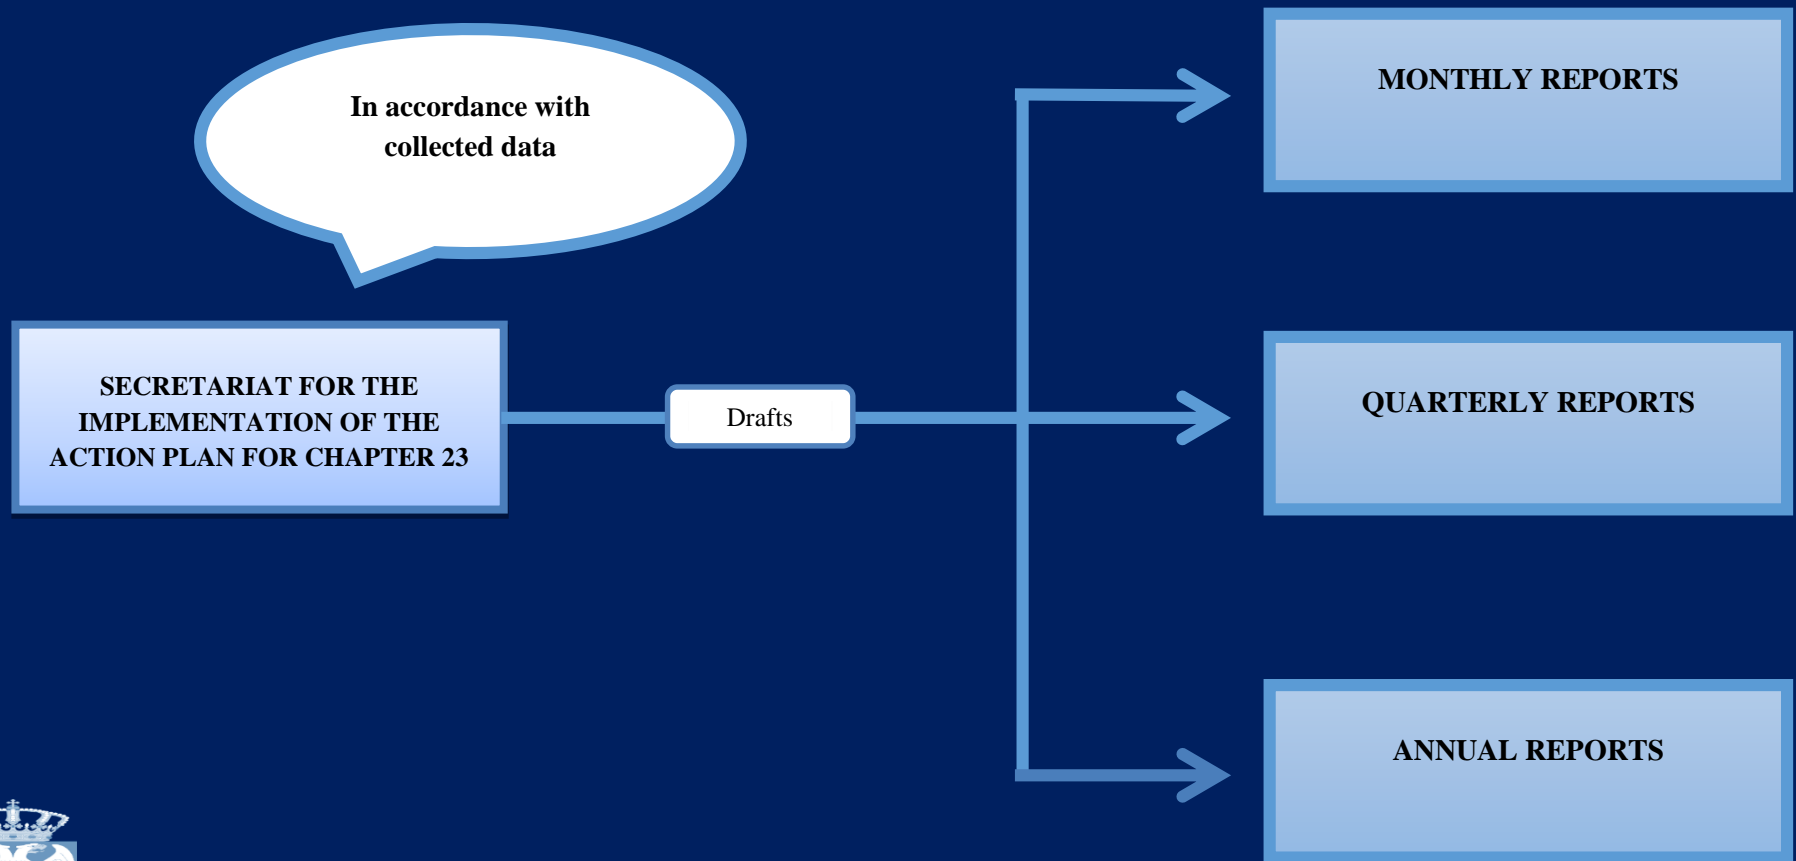 In accordance with
collected data
MONTHLY REPORTS
SECRETARIAT FOR THE
IMPLEMENTATION OF THE
ACTION PLAN FOR CHAPTER 23
Drafts
QUARTERLY REPORTS
ANNUAL REPORTS